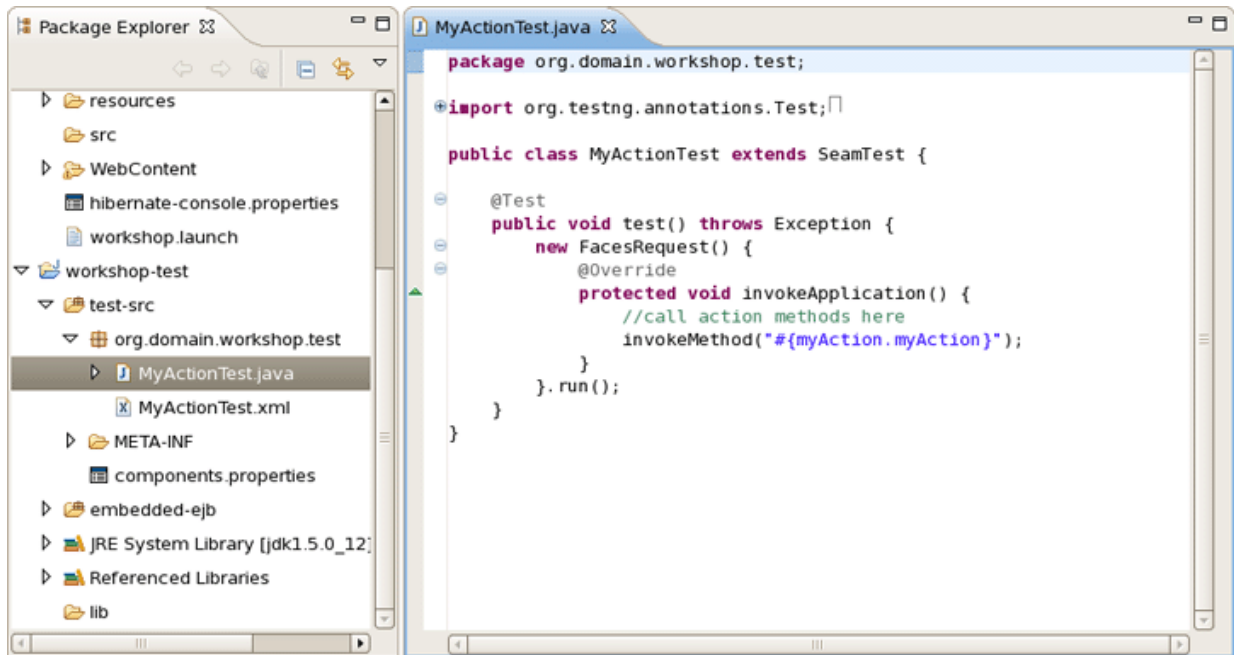 Package Explorer
resources
src
WebContent
hibernate-console.properties
workshop.launch
workshop-test
test-src
org.domain.workshop.test
MyActionTest.java
MyActionTest.xml
META-INF
components.properties
embedded-ejb
JRE System Library [jdk1.5.0_12]
Referenced Libraries
lib
MyActionTest.java
package org.domain.workshop.test;
import org.testng.annotations.Test;
public class MyActionTest extends SeamTest {
@Test
public void test() throws Exception {
new FacesRequest() {
@Override
protected void invokeApplication() {
//call action methods here
invokeMethod("#{myAction.myAction}");
}
}.run();
}
}